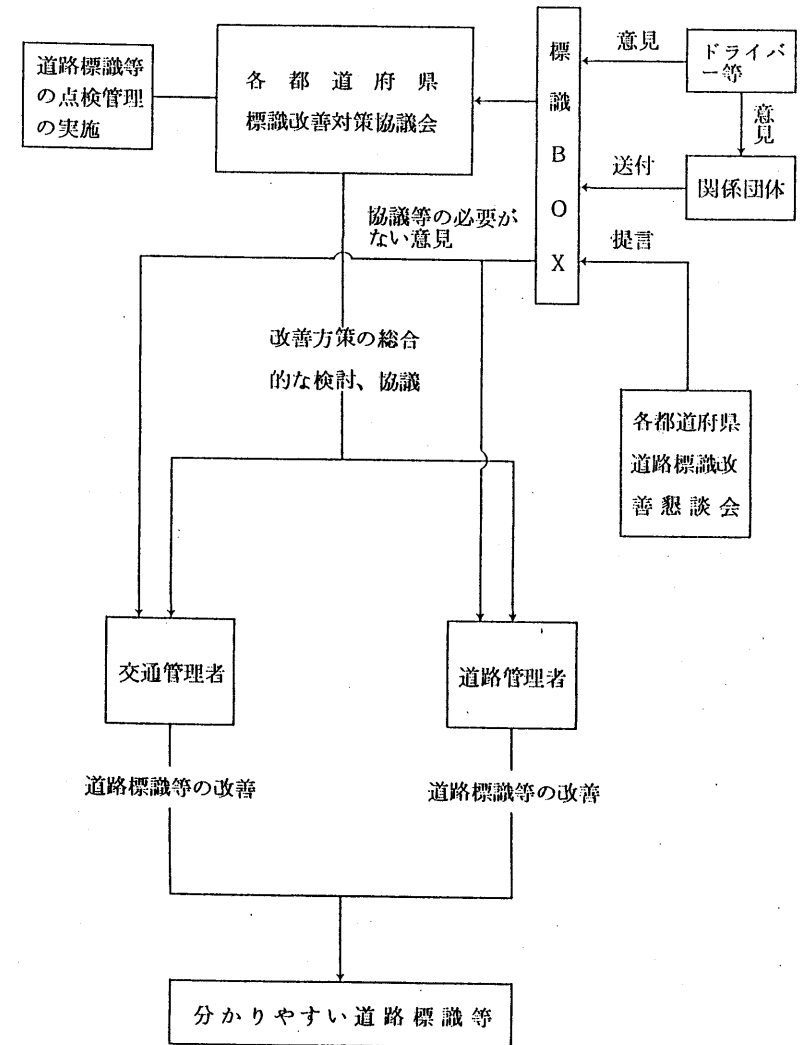 道路標識等
の点検管理
の実施
各都道府県
標識改善対策協議会
標識BOX
意見
ドライバ
ー等
意見
送付
関係団体
提言
協議等の必要が
ない意見
改善方策の総合
的な検討、協議
各都道府県
道路標識改
善懇談会
交通管理者
道路管理者
道路標識等の改善
道路標識等の改善
分かりやすい道路標識等